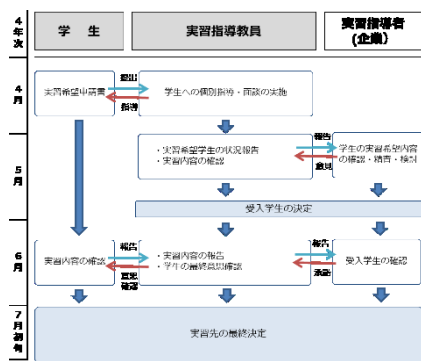 4年次
学 生
実習指導教員
実習指導者
(企業)
4月
実習希望申請書
提出
指導
学生への個別指導・面談の実施
5月
・実習希望学生の状況報告
・実習内容の確認
報告
意見
学生の実習希望内容
の確認・精査・検討
受入学生の決定
6月
実習内容の確認
報告
意思
確認
・実習内容の報告
・学生の最終意思確認
報告
承諾
受入学生の確認
7月初旬
実習先の最終決定